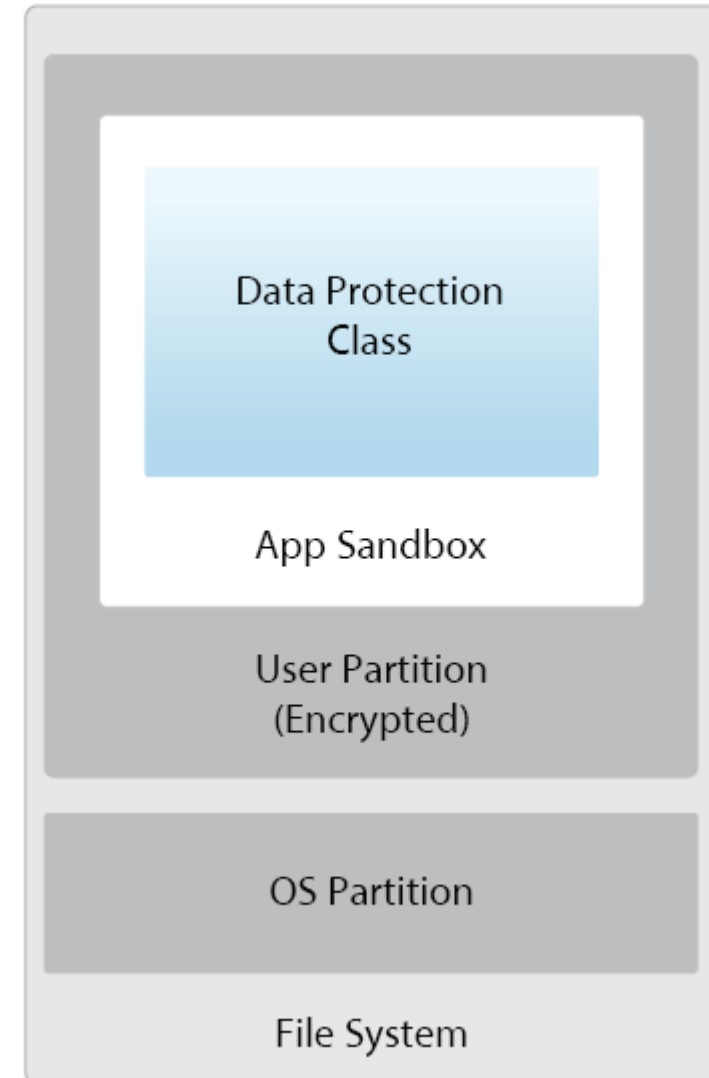 Data Protection
Class
App Sandbox
User Partition
(Encrypted)
OS Partition
File System